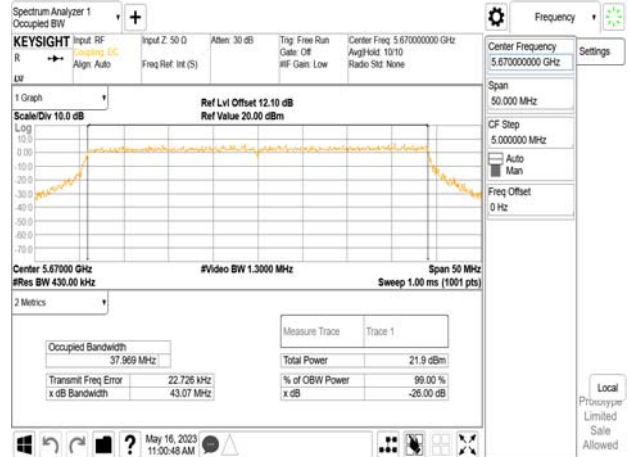 Spectrum Analyzer 1
Occupied BW
Frequency
KEYSIGHT
R
Input: RF
Coupling: DC
Align: Auto
Input Z: 50 Ω
Freq Ref: Int (S)
Atten: 30 dB
Trig: Free Run
Gate: Off
#IF Gain: Low
Center Freq: 5.670000000 GHz
Avg|Hold: 10/10
Radio Std: None
Center Frequency
5.670000000 GHz
Settings
Span
50.000 MHz
CF Step
5.000000 MHz
Auto
Man
Freq Offset
0 Hz
1 Graph
Scale/Div 10.0 dB
Ref Lvl Offset 12.10 dB
Ref Value 20.00 dBm
Log
10.0
0.00
-10.0
-20.0
-30.0
-40.0
-50.0
-60.0
-70.0
Center 5.67000 GHz
#Res BW 430.00 kHz
#Video BW 1.3000 MHz
Span 50 MHz
Sweep 1.00 ms (1001 pts)
2 Metrics
Measure Trace
Trace 1
Occupied Bandwidth
37.969 MHz
Total Power
21.9 dBm
Transmit Freq Error
22.726 kHz
% of OBW Power
99.00 %
x dB Bandwidth
43.07 MHz
x dB
-26.00 dB
Local
Prototype
Limited
Sale
Allowed
May 16, 2023
11:00:48 AM